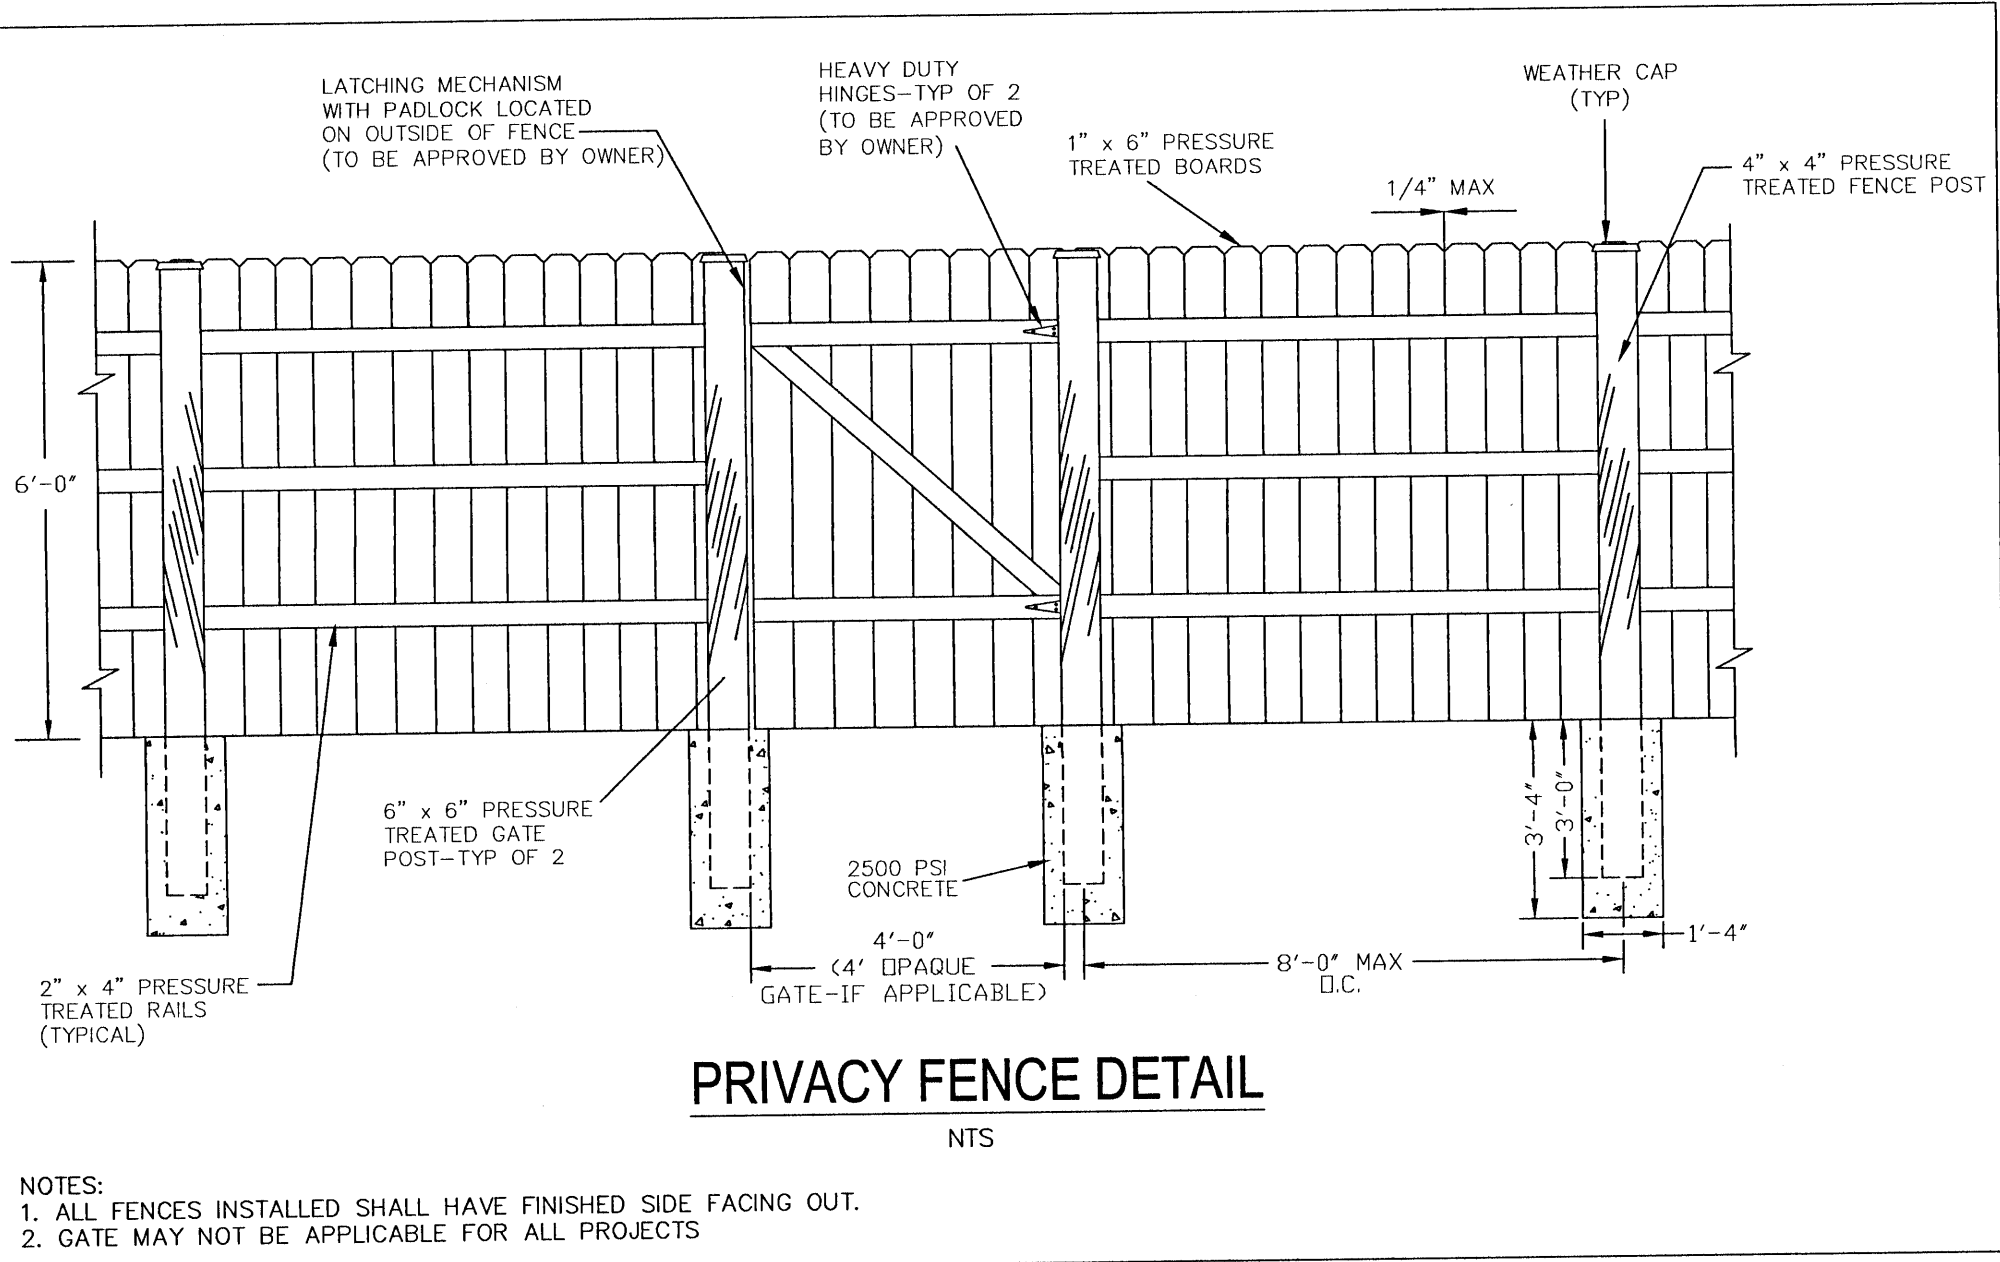 LATCHING MECHANISM
WITH PADLOCK LOCATED
ON OUTSIDE OF FENCE
(TO BE APPROVED BY OWNER)
HEAVY DUTY
HINGES-TYP OF 2
(TO BE APPROVED
BY OWNER)
1" x 6" PRESSURE
TREATED BOARDS
1/4" MAX
WEATHER CAP
(TYP)
4" x 4" PRESSURE
TREATED FENCE POST
6'-0"
6" x 6" PRESSURE
TREATED GATE
POST-TYP OF 2
2500 PSI
CONCRETE
3'-4"
3'-0"
1'-4"
4'-0"
(4' OPAQUE
GATE-IF APPLICABLE)
8'-0" MAX
O.C.
2" x 4" PRESSURE
TREATED RAILS
(TYPICAL)
PRIVACY FENCE DETAIL
NTS
NOTES:
1. ALL FENCES INSTALLED SHALL HAVE FINISHED SIDE FACING OUT.
2. GATE MAY NOT BE APPLICABLE FOR ALL PROJECTS